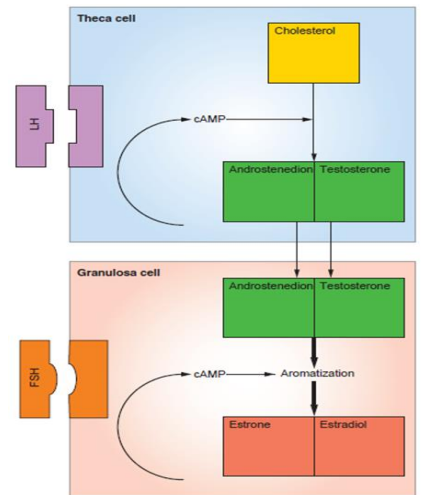 Theca cell
Cholesterol
LH
cAMP
Androstenedion Testosterone
Granulosa cell
Androstenedion Testosterone
FSH
cAMP Aromatization
Estrone Estradiol